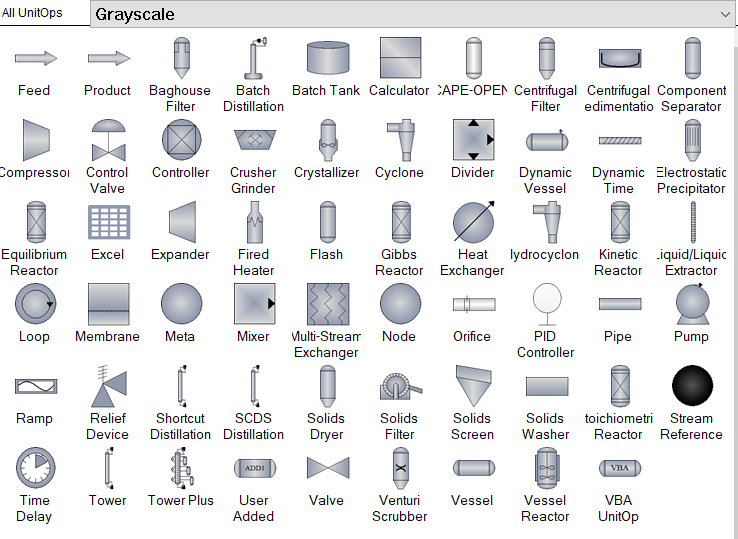 All UnitOps
Grayscale
Feed Product Baghouse Batch Batch Tank Calculator CAPE-OPEN Centrifugal Centrifugal Component
Filter Distillation Filter edimentatio Separator
Compressor Control Controller Crusher Crystallizer Cyclone Divider Dynamic Dynamic Electrostatic
Valve Grinder Vessel Time Precipitator
Equilibrium Excel Expander Fired Flash Gibbs Heat lydrocyclon Kinetic Liquid/Liquid
Reactor Heater Reactor Exchanger Reactor Extractor
Loop Membrane Meta Mixer Multi-Stream Node Orifice PID Pipe Pump
Exchanger Controller
Ramp Relief Shortcut SCDS Solids Solids Solids Solids toichiometri Stream
Device Distillation Distillation Dryer Filter Screen Washer Reactor Reference
ADD1 VBA
Time Tower Tower Plus User Valve Venturi Vessel Vessel VBA
Delay Added Scrubber Reactor UnitOp